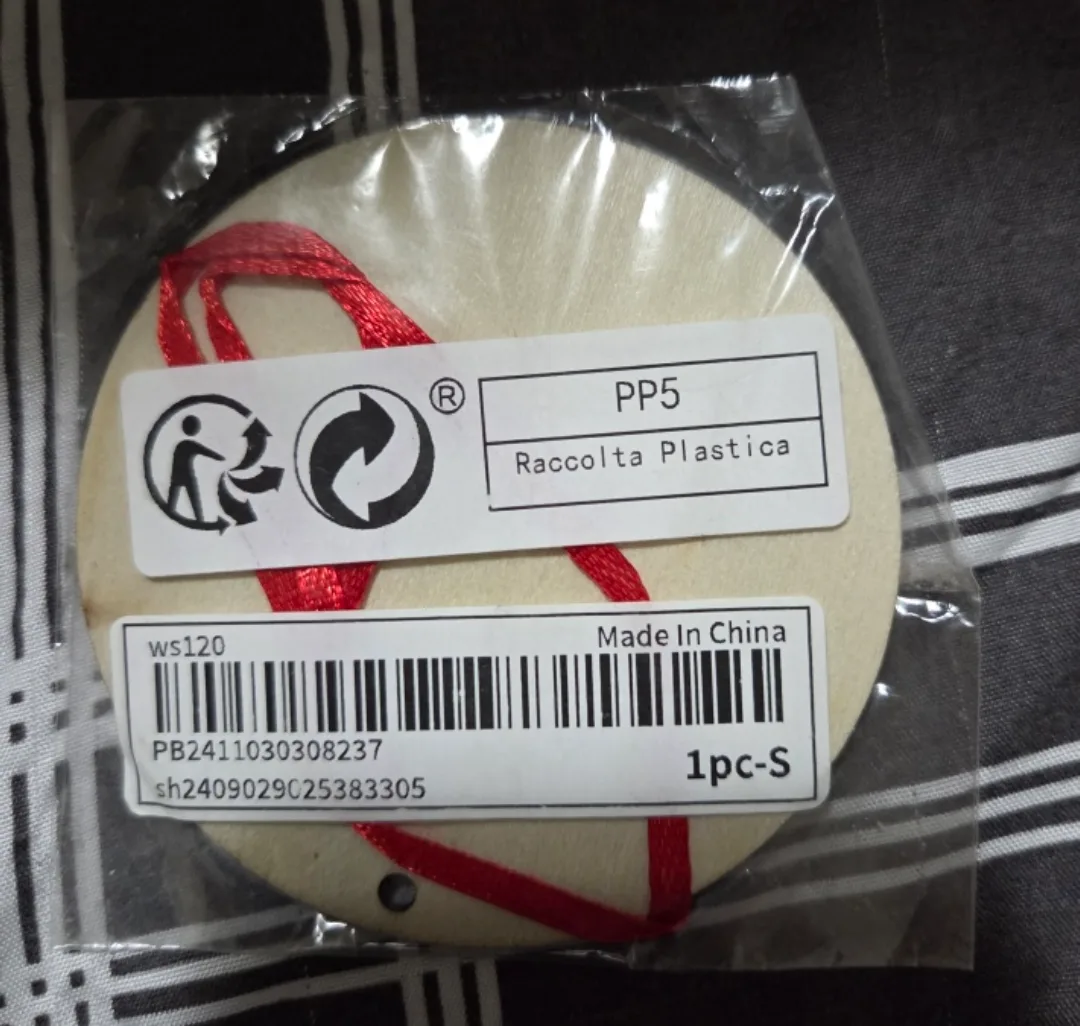 ®
PP5
Raccolta Plastica
ws120
Made In China
PB2411030308237
1pc-S
sh2409029025383305